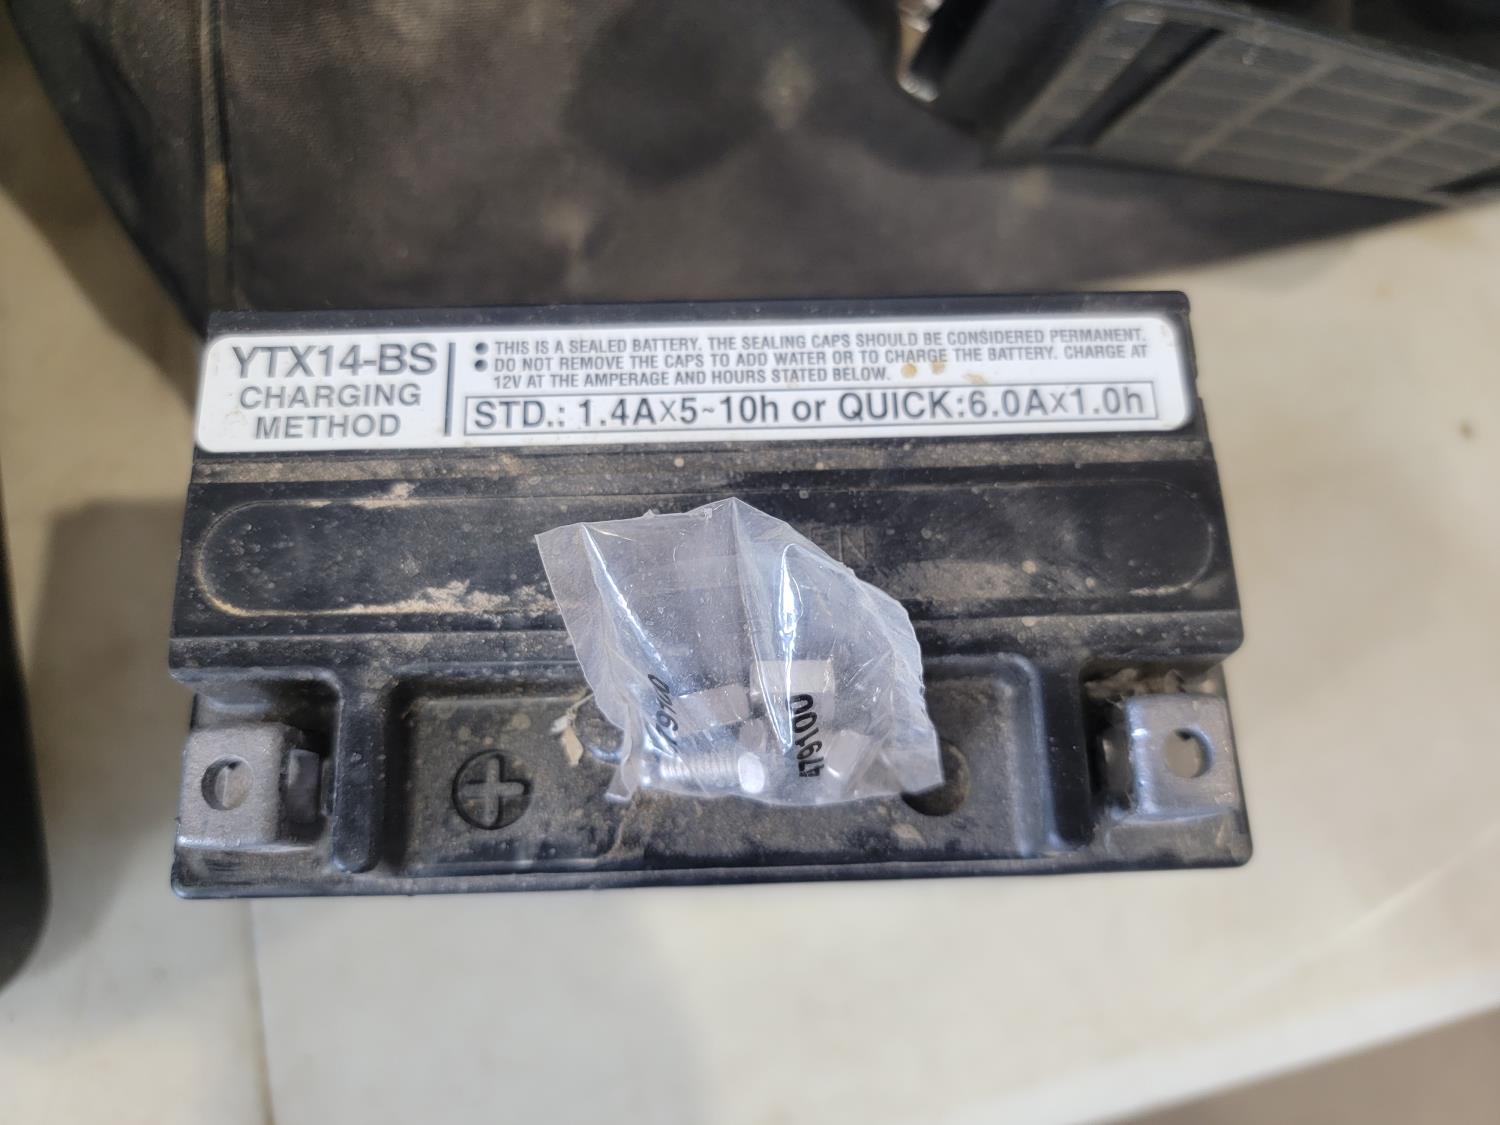 YTX14-BS
CHARGING
METHOD
• THIS IS A SEALED BATTERY. THE SEALING CAPS SHOULD BE CONSIDERED PERMANENT.
• DO NOT REMOVE THE CAPS TO ADD WATER OR TO CHARGE THE BATTERY. CHARGE AT
12V AT THE AMPERAGE AND HOURS STATED BELOW.
STD.: 1.4A×5~10h or QUICK:6.0A×1.0h
+
479100